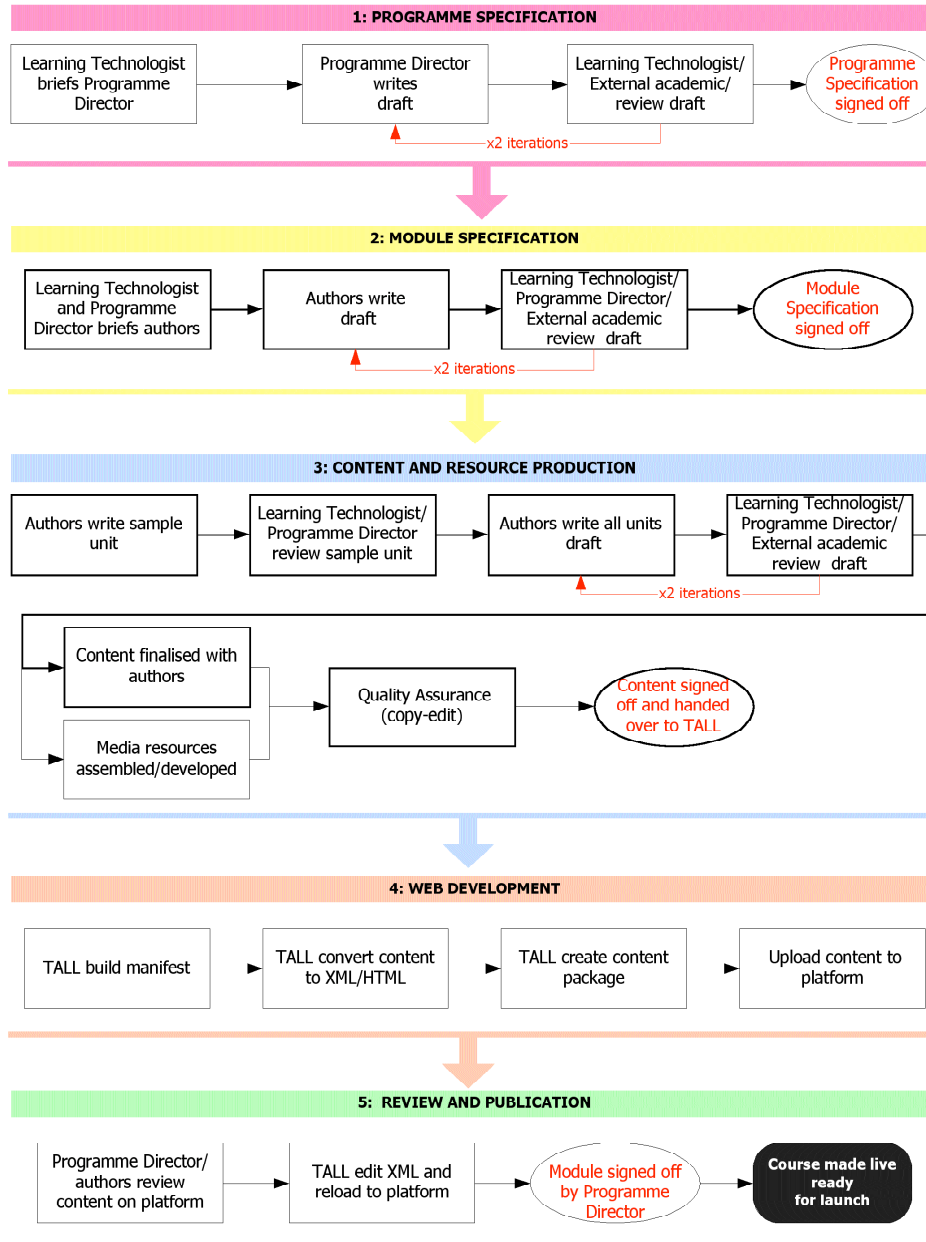 1: PROGRAMME SPECIFICATION
Learning Technologist
briefs Programme
Director
Programme Director
writes
draft
Learning Technologist/
External academic/
review draft
Programme
Specification
signed off
x2 iterations
2: MODULE SPECIFICATION
Learning Technologist
and Programme
Director briefs authors
Authors write
draft
Learning Technologist/
Programme Director/
External academic
review draft
Module
Specification
signed off
x2 iterations
3: CONTENT AND RESOURCE PRODUCTION
Authors write sample
unit
Learning Technologist/
Programme Director
review sample unit
Authors write all units
draft
Learning Technologist/
Programme Director/
External academic
review draft
x2 iterations
Content finalised with
authors
Media resources
assembled/developed
Quality Assurance
(copy-edit)
Content signed
off and handed
over to TALL
4: WEB DEVELOPMENT
TALL build manifest
TALL convert content
to XML/HTML
TALL create content
package
Upload content to
platform
5: REVIEW AND PUBLICATION
Programme Director/
authors review
content on platform
TALL edit XML and
reload to platform
Module signed off
by Programme
Director
Course made live
ready
for launch